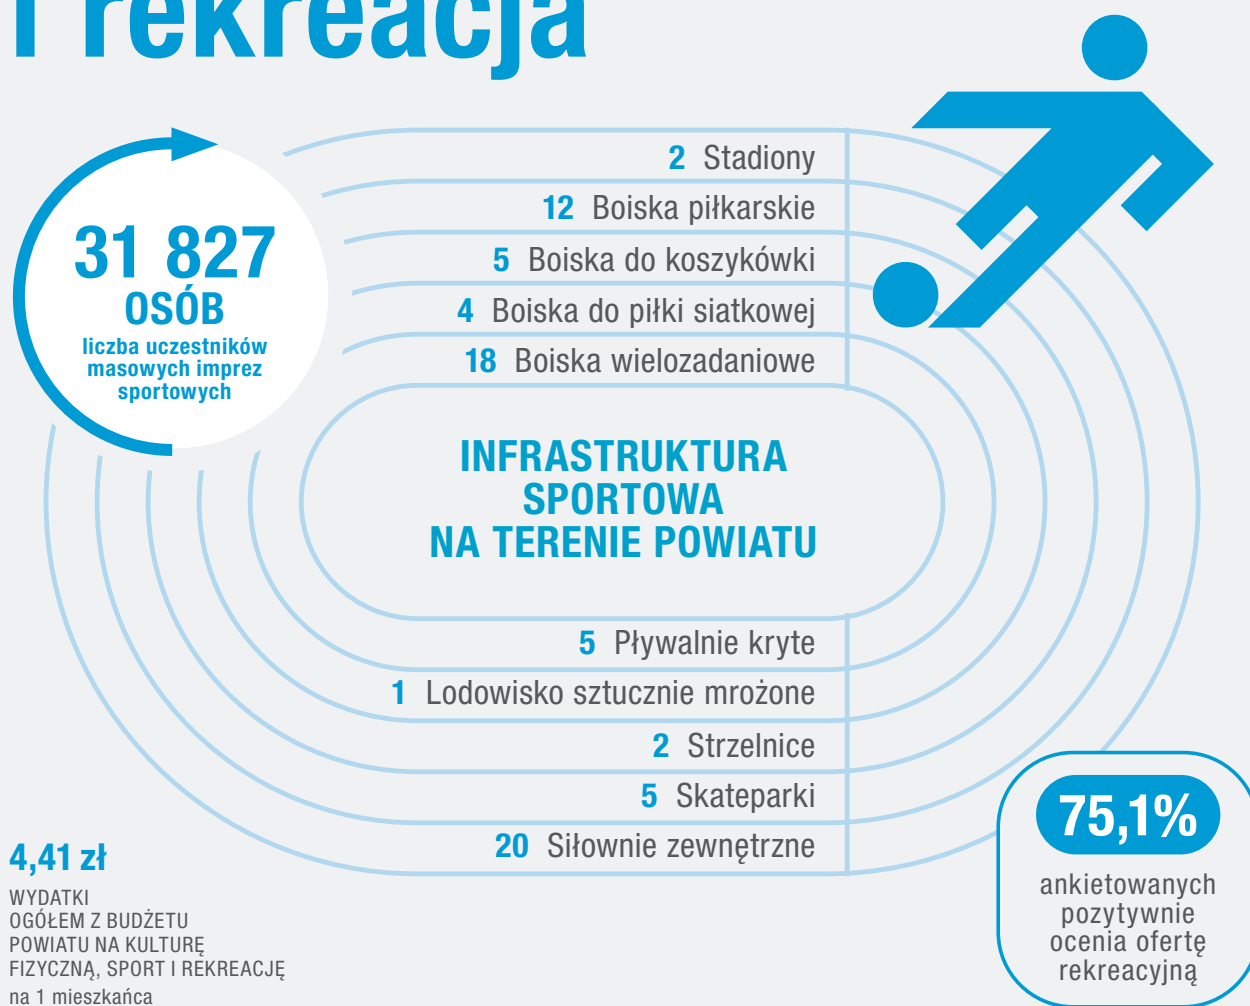 i rekreacja
31 827
OSÓB
liczba uczestników
masowych imprez
sportowych
2 Stadiony
12 Boiska piłkarskie
5 Boiska do koszykówki
4 Boiska do piłki siatkowej
18 Boiska wielozadaniowe
INFRASTRUKTURA
SPORTOWA
NA TERENIE POWIATU
5 Pływalnie kryte
1 Lodowisko sztucznie mrożone
2 Strzelnice
5 Skateparki
20 Siłownie zewnętrzne
4,41 zł
WYDATKI
OGÓŁEM Z BUDŻETU
POWIATU NA KULTURĘ
FIZYCZNĄ, SPORT I REKREACJĘ
na 1 mieszkańca
75,1%
ankietowanych
pozytywnie
ocenia ofertę
rekreacyjną